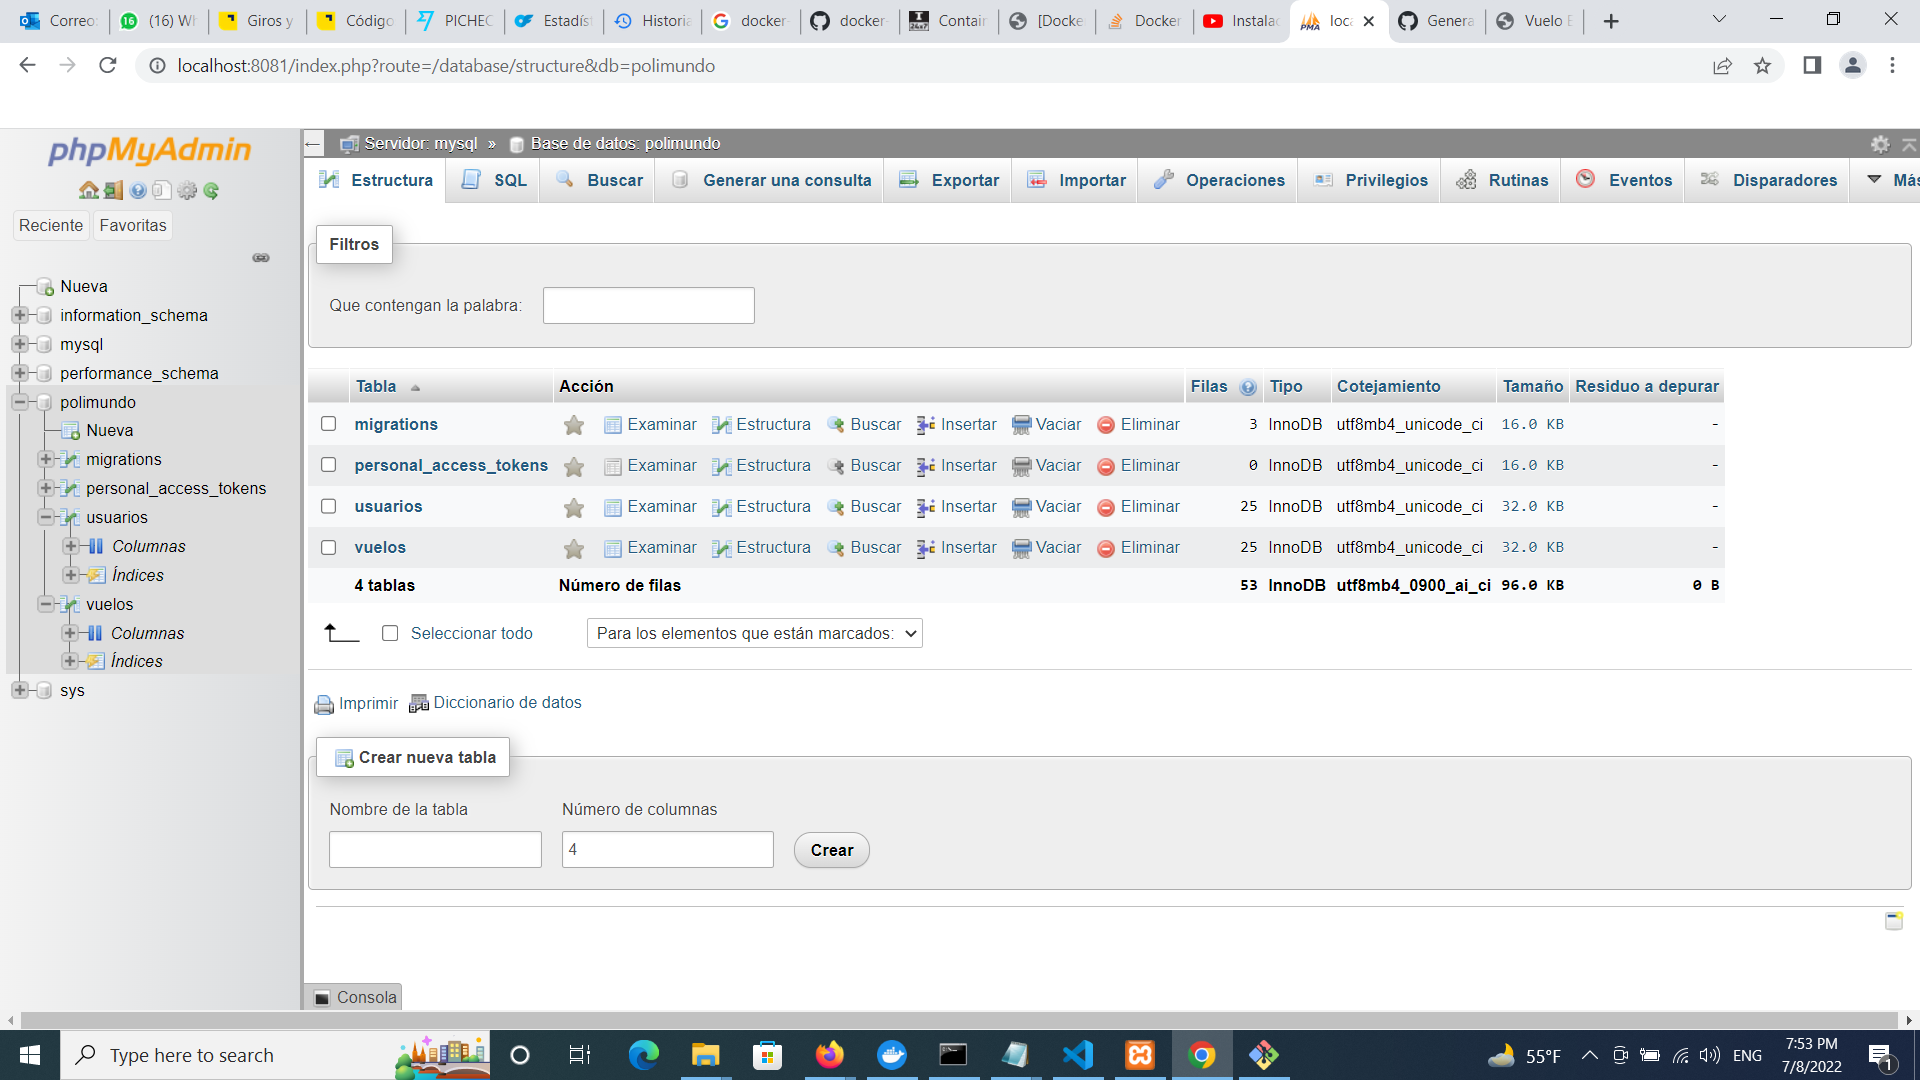 Correo:
(16) Wh
Giros y
Código
PICHEC
Estadís
Historia
docker-
docker-
Contain
[Docke
Docker
Instalac
loca
Genera
Vuelo E
localhost:8081/index.php?route=/database/structure&db=polimundo
phpMyAdmin
Reciente
Favoritas
Nueva
information_schema
mysql
performance_schema
polimundo
Nueva
migrations
personal_access_tokens
usuarios
Columnas
Índices
vuelos
Columnas
Índices
sys
Servidor: mysql » Base de datos: polimundo
Estructura SQL Buscar Generar una consulta Exportar Importar Operaciones Privilegios Rutinas Eventos Disparadores Más
Filtros
Que contengan la palabra:
Tabla Acción Filas Tipo Cotejamiento Tamaño Residuo a depurar
migrations Examinar Estructura Buscar Insertar Vaciar Eliminar 3 InnoDB utf8mb4_unicode_ci 16.0 KB -
personal_access_tokens Examinar Estructura Buscar Insertar Vaciar Eliminar 0 InnoDB utf8mb4_unicode_ci 16.0 KB -
usuarios Examinar Estructura Buscar Insertar Vaciar Eliminar 25 InnoDB utf8mb4_unicode_ci 32.0 KB -
vuelos Examinar Estructura Buscar Insertar Vaciar Eliminar 25 InnoDB utf8mb4_unicode_ci 32.0 KB -
4 tablas Número de filas 53 InnoDB utf8mb4_0900_ai_ci 96.0 KB 0 B
Seleccionar todo Para los elementos que están marcados:
Imprimir Diccionario de datos
Crear nueva tabla
Nombre de la tabla Número de columnas
4 Crear
Consola
Type here to search
55°F ENG
7:53 PM
7/8/2022
1